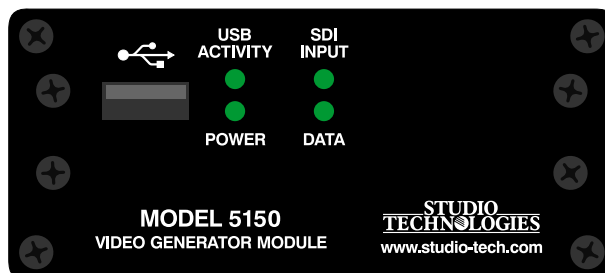 USB ACTIVITY
SDI INPUT
POWER
DATA
MODEL 5150
VIDEO GENERATOR MODULE
STUDIO TECHNOLOGIES
www.studio-tech.com